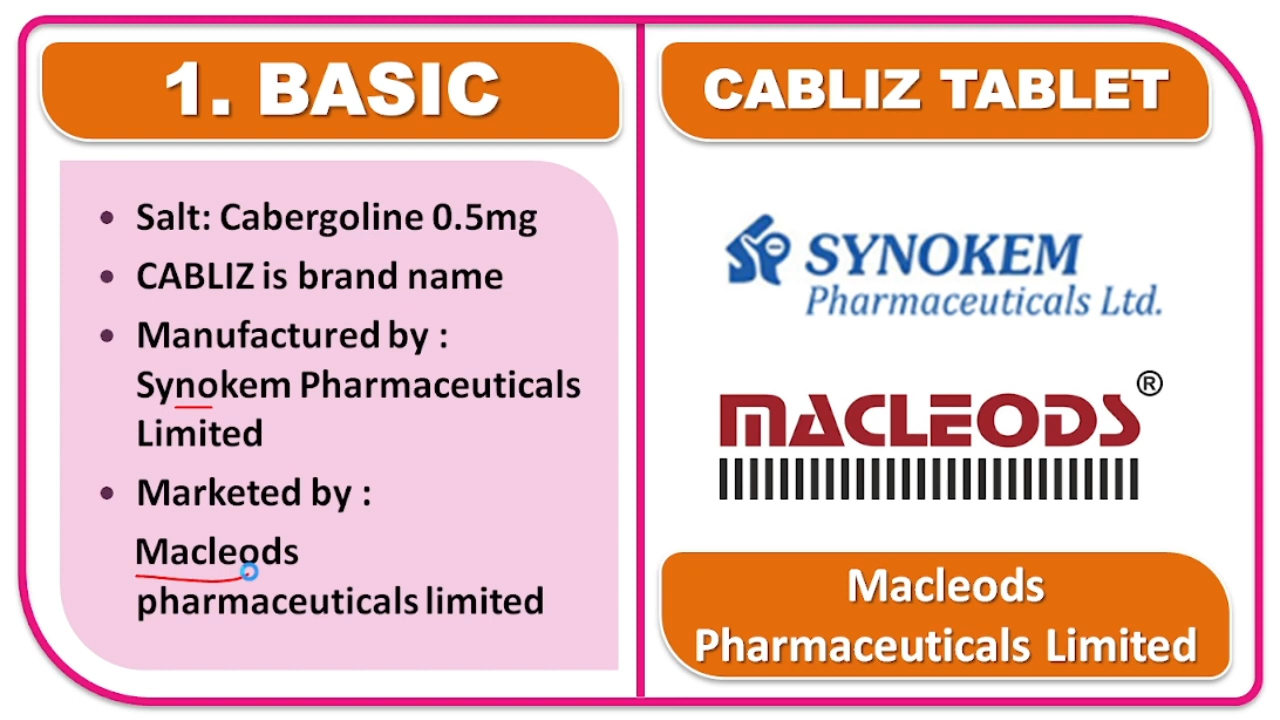 1. BASIC
• Salt: Cabergoline 0.5mg
• CABLIZ is brand name
• Manufactured by :
Synokem Pharmaceuticals
Limited
• Marketed by :
Macleods
pharmaceuticals limited
CABLIZ TABLET
SYNOKEM
Pharmaceuticals Ltd.
MACLEODS®
Macleods
Pharmaceuticals Limited